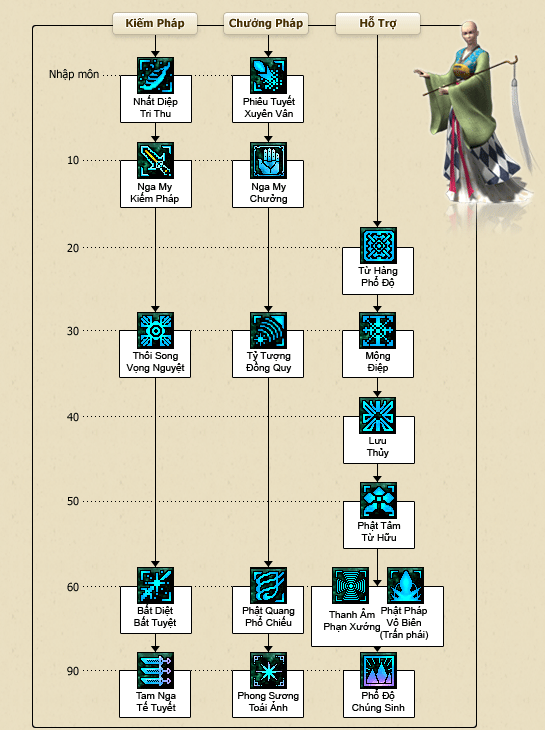 Kiếm Pháp
Chưởng Pháp
Hỗ Trợ
Nhập môn
Nhất Diệp
Tri Thu
Phiêu Tuyết
Xuyên Vân
10
Nga My
Kiếm Pháp
Nga My
Chưởng
20
Từ Hàng
Phổ Độ
30
Thôi Song
Vọng Nguyệt
Tỷ Tượng
Đồng Quy
Mộng
Điệp
40
Lưu
Thủy
50
Phật Tâm
Từ Hữu
60
Bất Diệt
Bất Tuyệt
Phật Quang
Phổ Chiếu
Thanh Âm
Phạn Xướng
Phật Pháp
Vô Biên
(Trấn phái)
90
Tam Nga
Tế Tuyết
Phong Sương
Toái Ảnh
Phổ Độ
Chúng Sinh